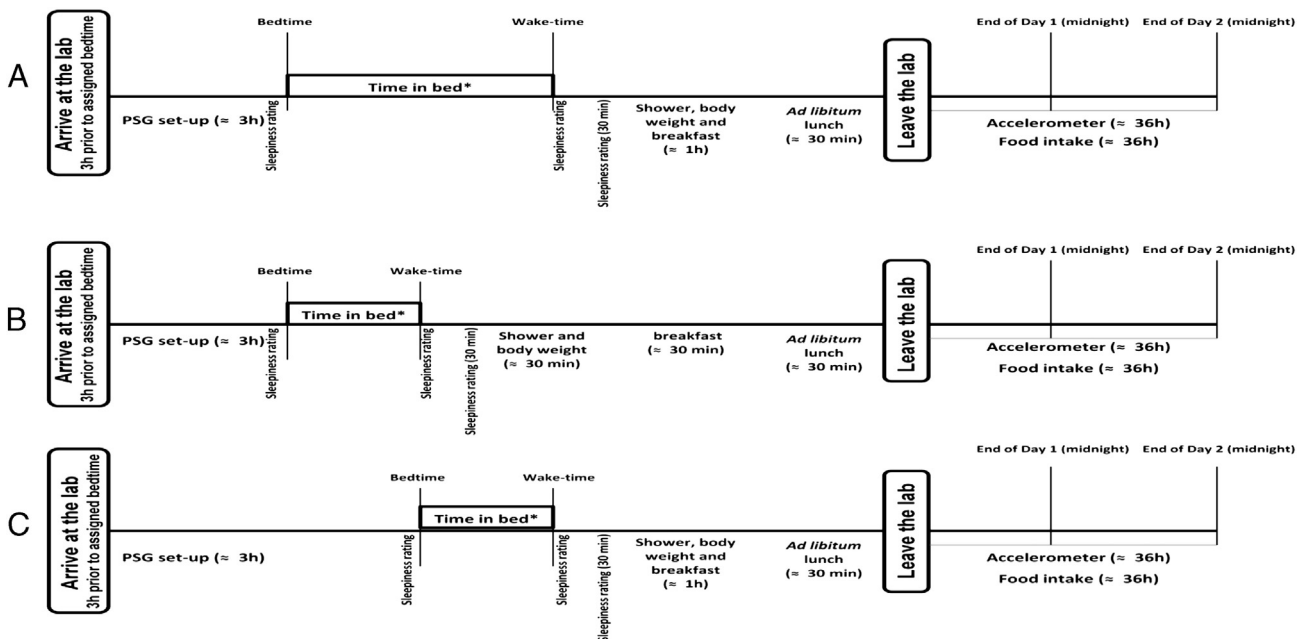 A
Arrive at the lab
3h prior to assigned bedtime
PSG set-up (≈ 3h)
Sleepiness rating
Bedtime
Time in bed*
Wake-time
Sleepiness rating
Sleepiness rating (30 min)
Shower, body
weight and
breakfast
(≈ 1h)
Ad libitum
lunch
(≈ 30 min)
Leave the lab
End of Day 1 (midnight)
End of Day 2 (midnight)
Accelerometer (≈ 36h)
Food intake (≈ 36h)
B
Arrive at the lab
3h prior to assigned bedtime
PSG set-up (≈ 3h)
Sleepiness rating
Bedtime
Time in bed*
Wake-time
Sleepiness rating
Sleepiness rating (30 min)
Shower and
body weight
(≈ 30 min)
breakfast
(≈ 30 min)
Ad libitum
lunch
(≈ 30 min)
Leave the lab
End of Day 1 (midnight)
End of Day 2 (midnight)
Accelerometer (≈ 36h)
Food intake (≈ 36h)
C
Arrive at the lab
3h prior to assigned bedtime
PSG set-up (≈ 3h)
Sleepiness rating
Bedtime
Time in bed*
Wake-time
Sleepiness rating
Sleepiness rating (30 min)
Shower, body
weight and
breakfast
(≈ 1h)
Ad libitum
lunch
(≈ 30 min)
Leave the lab
End of Day 1 (midnight)
End of Day 2 (midnight)
Accelerometer (≈ 36h)
Food intake (≈ 36h)